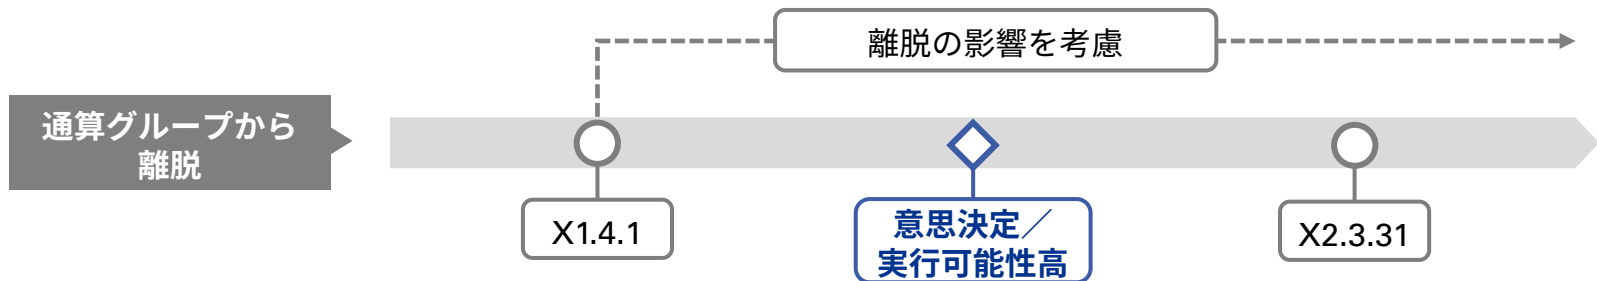 離脱の影響を考慮
通算グループから
離脱
X1.4.1
意思決定／
実行可能性高
X2.3.31